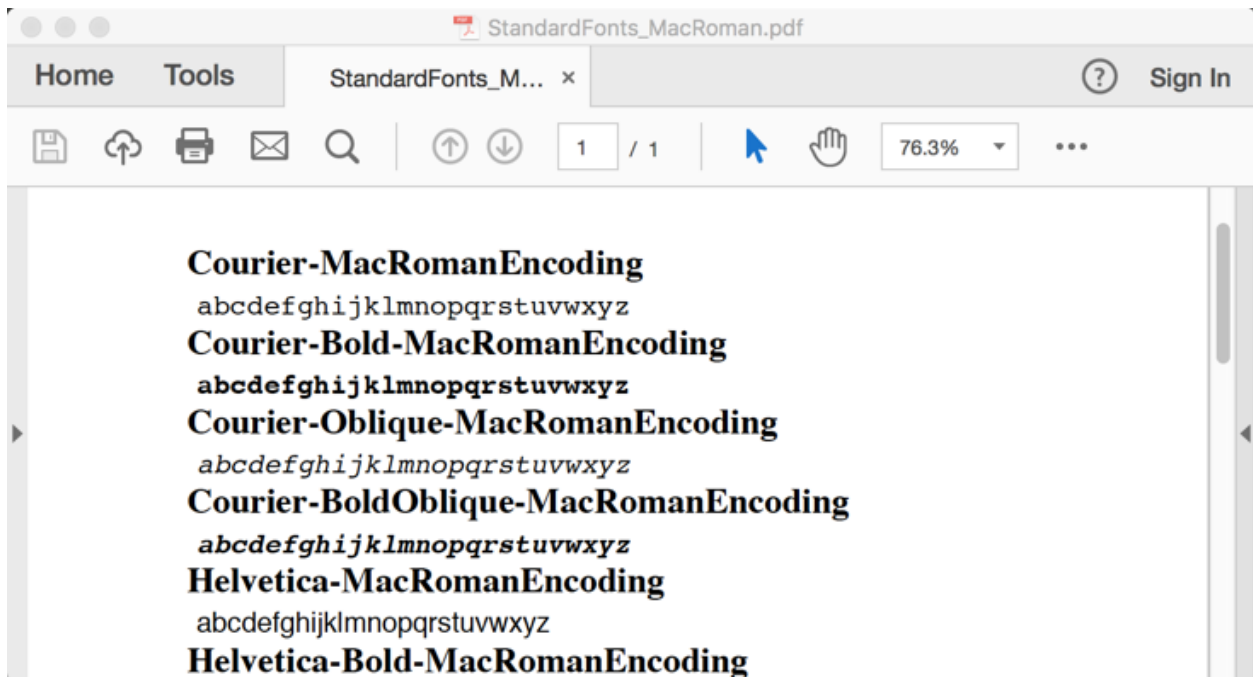 StandardFonts_MacRoman.pdf
Home Tools StandardFonts_M... × ? Sign In
1 / 1 76.3%
Courier-MacRomanEncoding
abcdefghijklmnopqrstuvwxyz
Courier-Bold-MacRomanEncoding
abcdefghijklmnopqrstuvwxyz
Courier-Oblique-MacRomanEncoding
abcdefghijklmnopqrstuvwxyz
Courier-BoldOblique-MacRomanEncoding
abcdefghijklmnopqrstuvwxyz
Helvetica-MacRomanEncoding
abcdefghijklmnopqrstuvwxyz
Helvetica-Bold-MacRomanEncoding